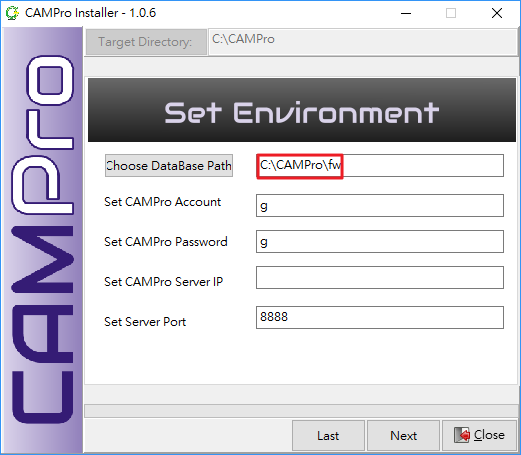 CAMPro Installer - 1.0.6
Target Directory:
C:\CAMPro
CAMPro
Set Environment
Choose DataBase Path
C:\CAMPro\fw
Set CAMPro Account
g
Set CAMPro Password
g
Set CAMPro Server IP
Set Server Port
8888
Last
Next
Close